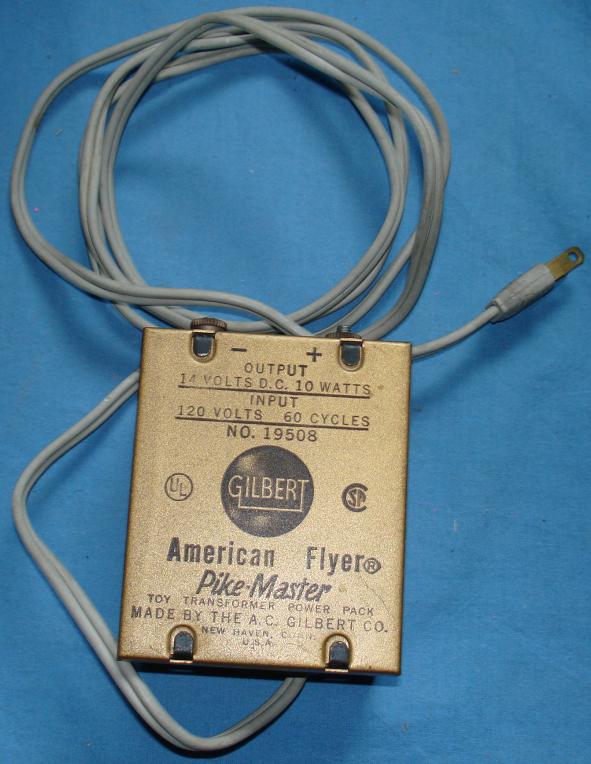 - +
OUTPUT
14 VOLTS D.C. 10 WATTS
INPUT
120 VOLTS 60 CYCLES
NO. 19508
UL GILBERT SP
American Flyer®
Pike-Master
TOY TRANSFORMER POWER PACK
MADE BY THE A.C. GILBERT CO.
NEW HAVEN, CONN.
U.S.A.